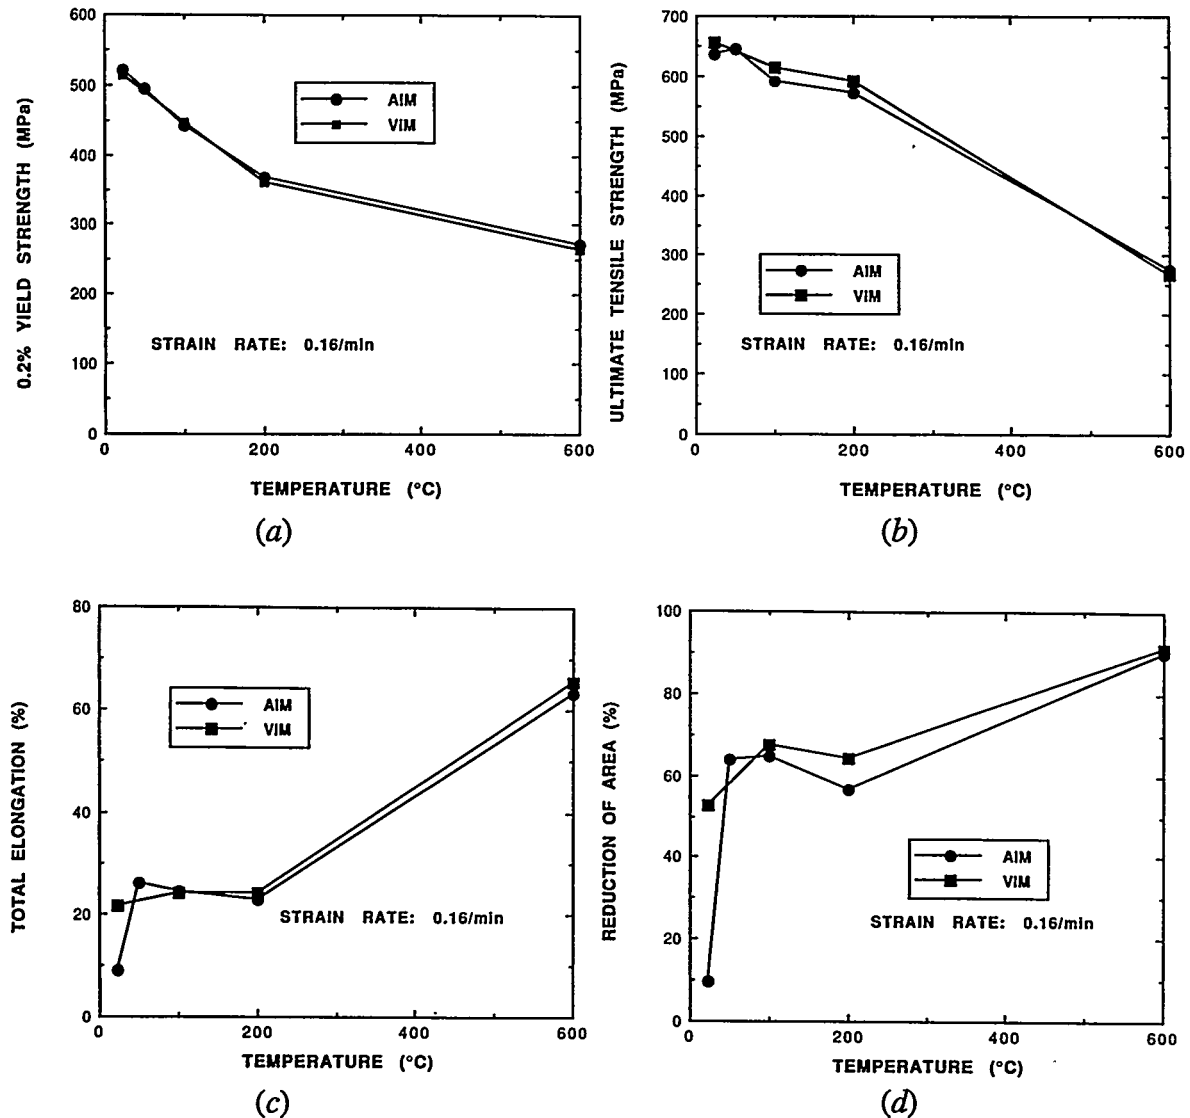 600
500
400
300
200
100
0
0.2% YIELD STRENGTH (MPa)
AIM
VIM
STRAIN RATE: 0.16/min
0 200 400 600
TEMPERATURE (°C)
(a)
700
600
500
400
300
200
100
0
ULTIMATE TENSILE STRENGTH (MPa)
AIM
VIM
STRAIN RATE: 0.16/min
0 200 400 600
TEMPERATURE (°C)
(b)
80
60
40
20
0
TOTAL ELONGATION (%)
AIM
VIM
STRAIN RATE: 0.16/min
0 200 400 600
TEMPERATURE (°C)
(c)
100
80
60
40
20
0
REDUCTION OF AREA (%)
AIM
VIM
STRAIN RATE: 0.16/min
0 200 400 600
TEMPERATURE (°C)
(d)